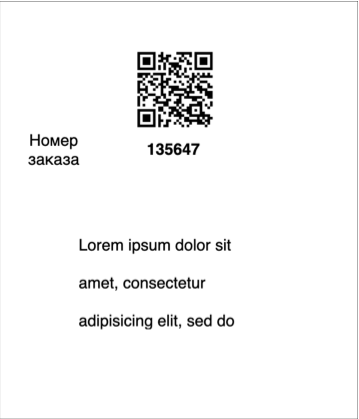 Номер
заказа
135647
Lorem ipsum dolor sit
amet, consectetur
adipisicing elit, sed do